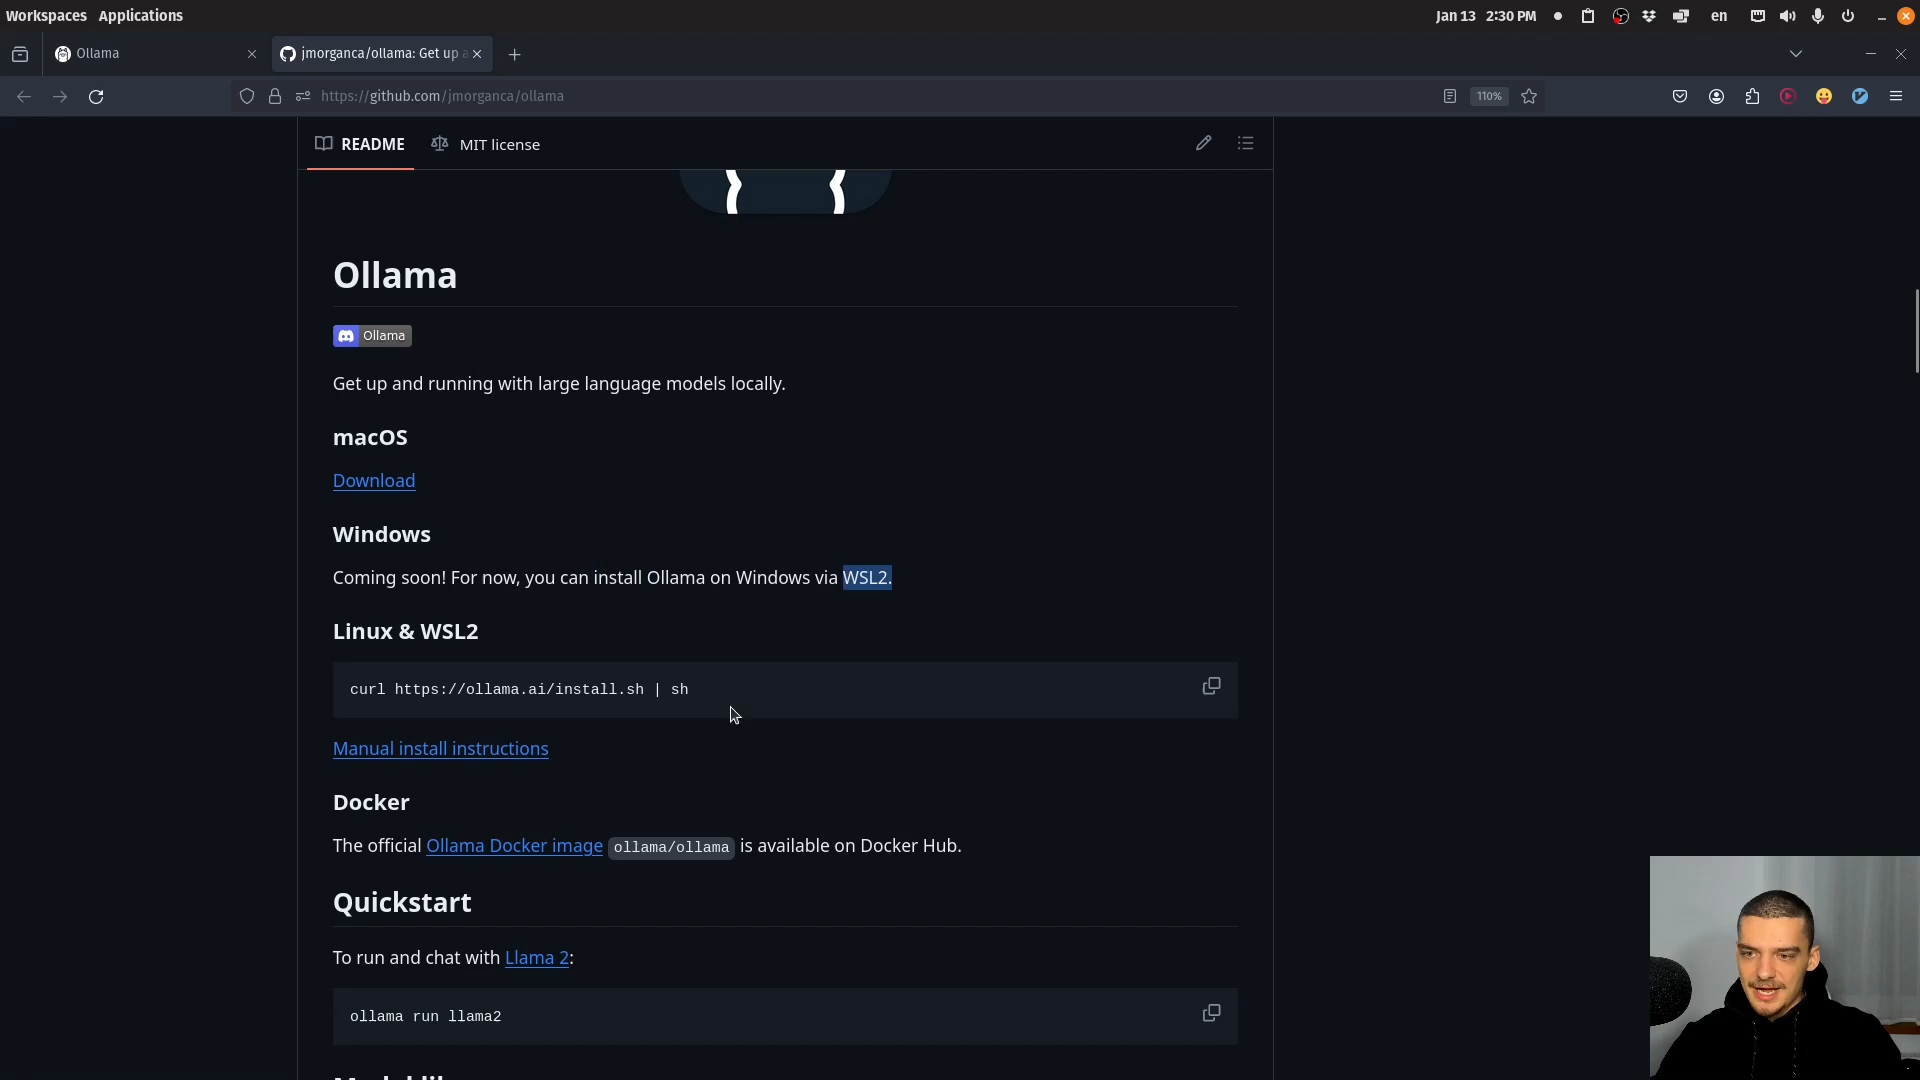 Workspaces Applications
Jan 13 2:30 PM
en
Ollama
jmorganca/ollama: Get up a
https://github.com/jmorganca/ollama
110%
README
MIT license
Ollama
Ollama
Get up and running with large language models locally.
macOS
Download
Windows
Coming soon! For now, you can install Ollama on Windows via WSL2.
Linux & WSL2
curl https://ollama.ai/install.sh | sh
Manual install instructions
Docker
The official Ollama Docker image ollama/ollama is available on Docker Hub.
Quickstart
To run and chat with Llama 2:
ollama run llama2